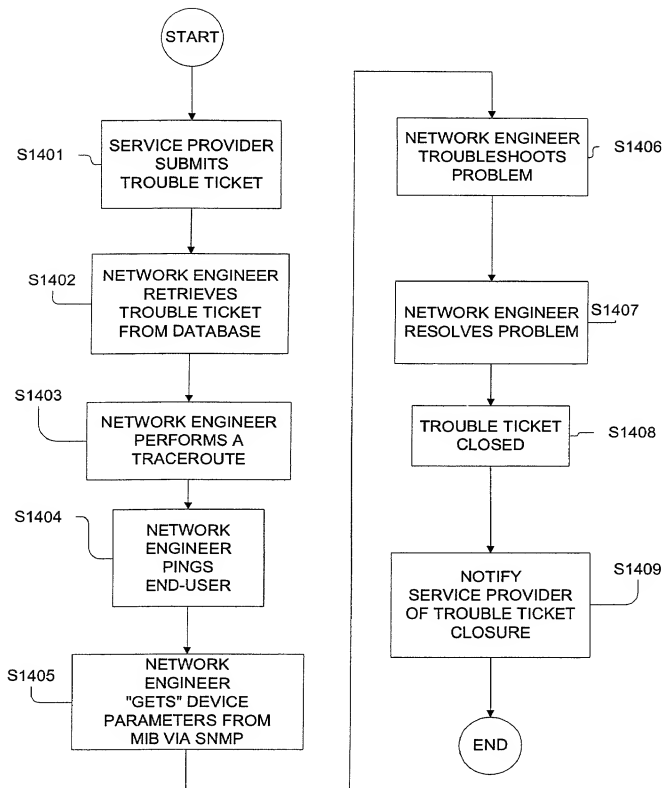 START
S1401
SERVICE PROVIDER
SUBMITS
TROUBLE TICKET
S1402
NETWORK ENGINEER
RETRIEVES
TROUBLE TICKET
FROM DATABASE
S1403
NETWORK ENGINEER
PERFORMS A
TRACEROUTE
S1404
NETWORK
ENGINEER
PINGS
END-USER
S1405
NETWORK
ENGINEER
"GETS" DEVICE
PARAMETERS FROM
MIB VIA SNMP
NETWORK ENGINEER
TROUBLESHOOTS
PROBLEM
S1406
NETWORK ENGINEER
RESOLVES PROBLEM
S1407
TROUBLE TICKET
CLOSED
S1408
NOTIFY
SERVICE PROVIDER
OF TROUBLE TICKET
CLOSURE
S1409
END